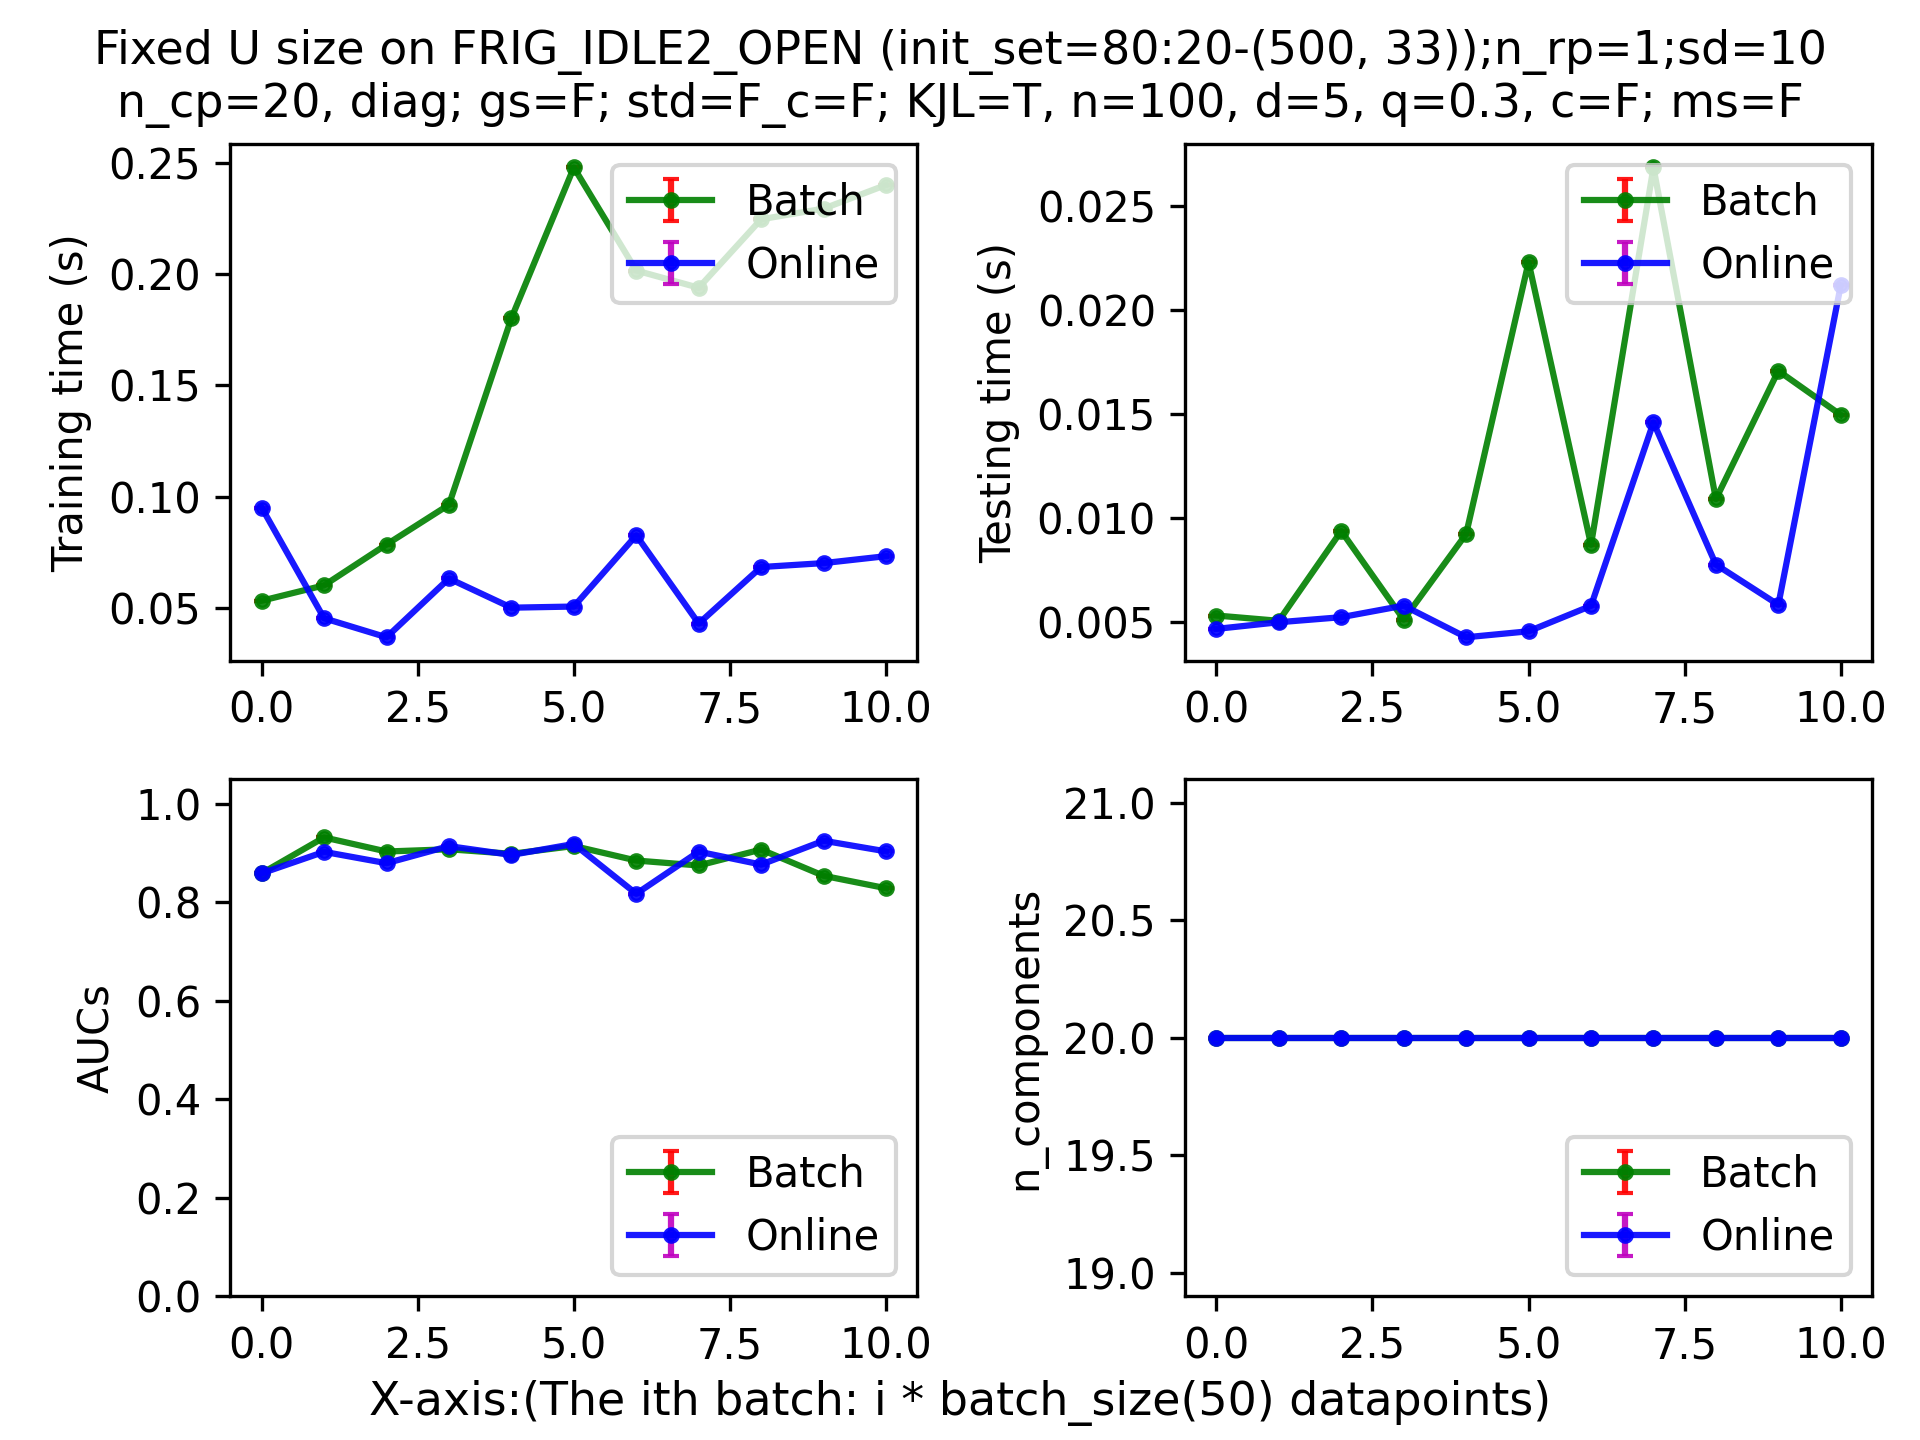 Fixed U size on FRIG_IDLE2_OPEN (init_set=80:20-(500, 33));n_rp=1;sd=10
n_cp=20, diag; gs=F; std=F_c=F; KJL=T, n=100, d=5, q=0.3, c=F; ms=F
Training time (s)
0.25
0.20
0.15
0.10
0.05
0.0 2.5 5.0 7.5 10.0
Batch
Online
Testing time (s)
0.025
0.020
0.015
0.010
0.005
0.0 2.5 5.0 7.5 10.0
Batch
Online
AUCs
1.0
0.8
0.6
0.4
0.2
0.0
0.0 2.5 5.0 7.5 10.0
Batch
Online
n_components
21.0
20.5
20.0
19.5
19.0
0.0 2.5 5.0 7.5 10.0
Batch
Online
X-axis:(The ith batch: i * batch_size(50) datapoints)